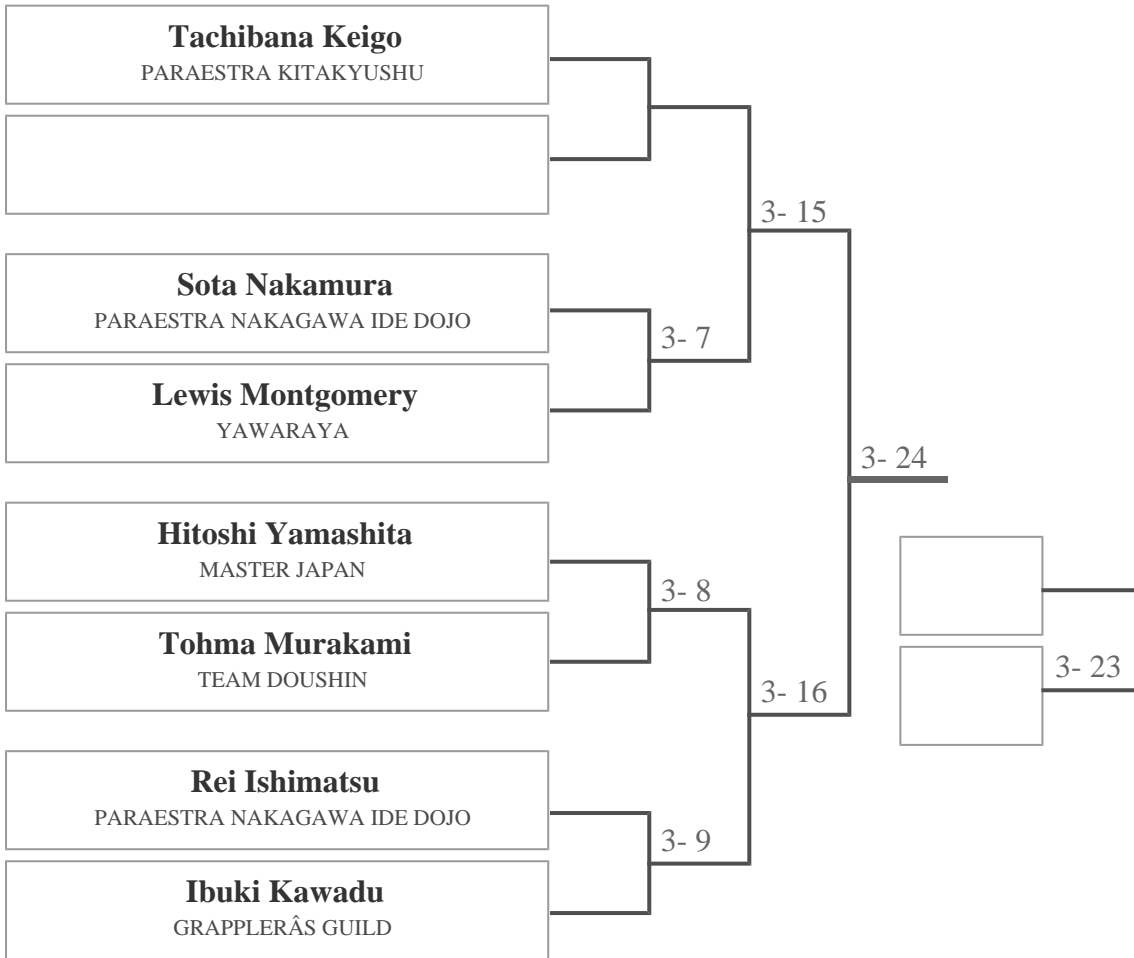 Tachibana Keigo
PARAESTRA KITAKYUSHU
3- 15
Sota Nakamura
PARAESTRA NAKAGAWA IDE DOJO
3- 7
Lewis Montgomery
YAWARAYA
3- 24
Hitoshi Yamashita
MASTER JAPAN
3- 8
Tohma Murakami
TEAM DOUSHIN
3- 23
3- 16
Rei Ishimatsu
PARAESTRA NAKAGAWA IDE DOJO
3- 9
Ibuki Kawadu
GRAPPLERÂS GUILD